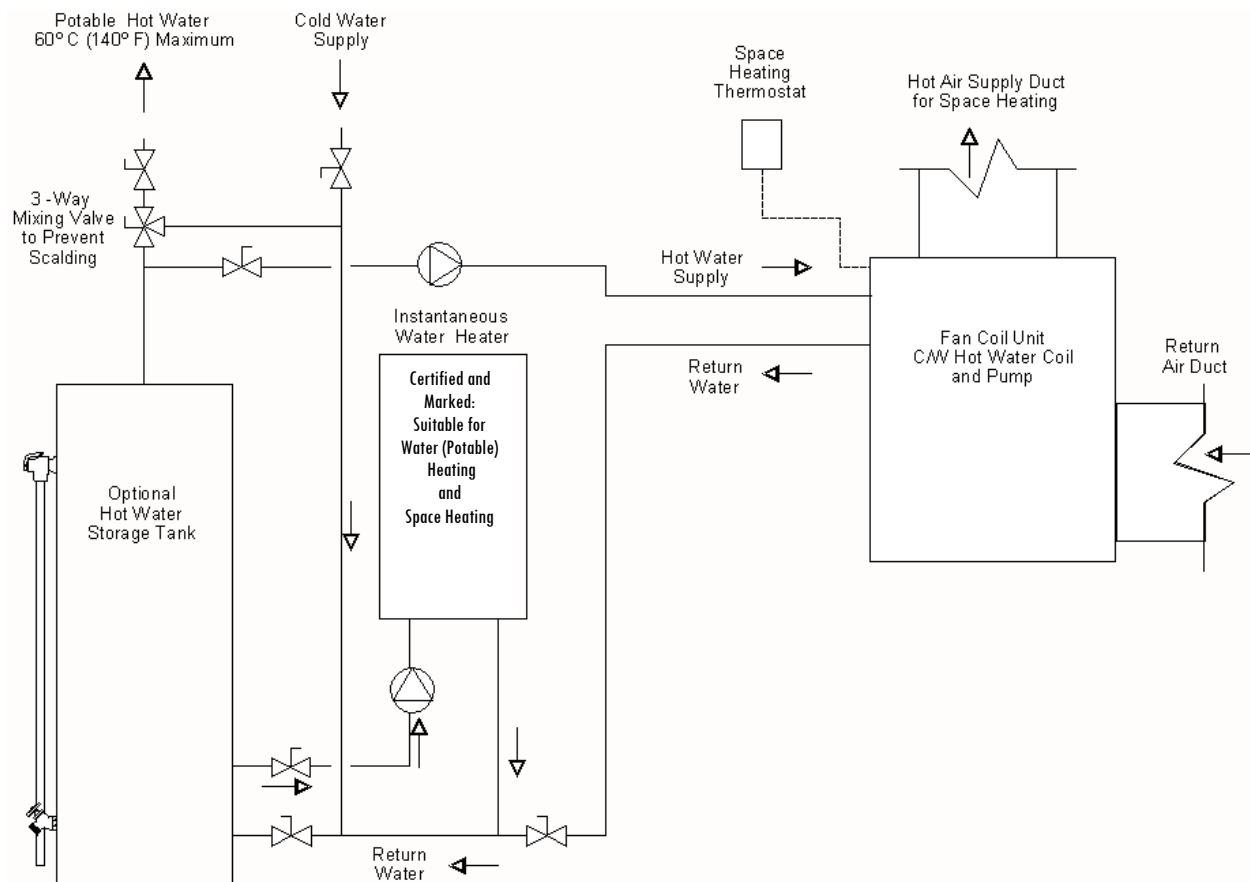 Potable Hot Water
60° C (140° F) Maximum
Cold Water
Supply
Space
Heating
Thermostat
Hot Air Supply Duct
for Space Heating
3 -Way
Mixing Valve
to Prevent
Scalding
Hot Water
Supply
Instantaneous
Water Heater
Certified and
Marked:
Suitable for
Water (Potable)
Heating
and
Space Heating
Return
Water
Fan Coil Unit
C/W Hot Water Coil
and Pump
Return
Air Duct
Optional
Hot Water
Storage Tank
Return
Water